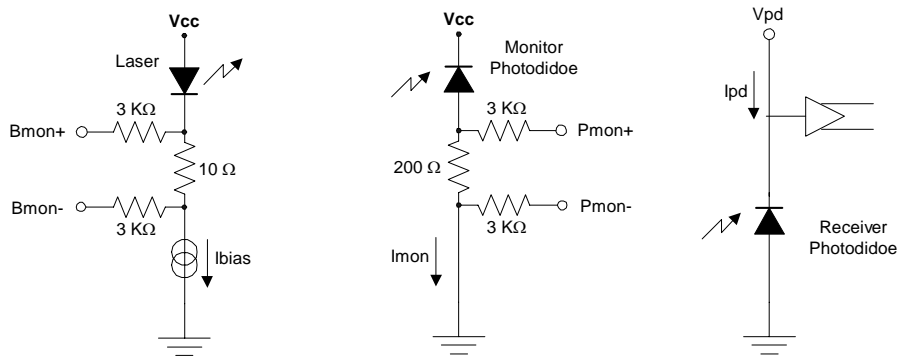 Vcc
Laser
3 KΩ
Bmon+
10 Ω
Bmon-
3 KΩ
Ibias
Vcc
Monitor
Photodidoe
3 KΩ
Pmon+
200 Ω
Pmon-
3 KΩ
Imon
Vpd
Ipd
Receiver
Photodidoe